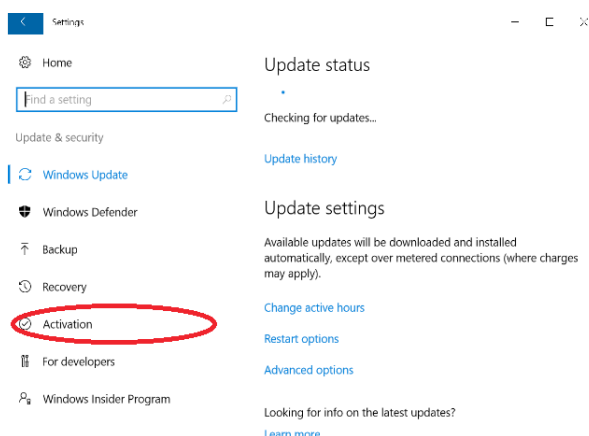 Settings
Home
Find a setting
Update & security
Windows Update
Windows Defender
Backup
Recovery
Activation
For developers
Windows Insider Program
Update status
Checking for updates...
Update history
Update settings
Available updates will be downloaded and installed
automatically, except over metered connections (where charges
may apply).
Change active hours
Restart options
Advanced options
Looking for info on the latest updates?
Learn more